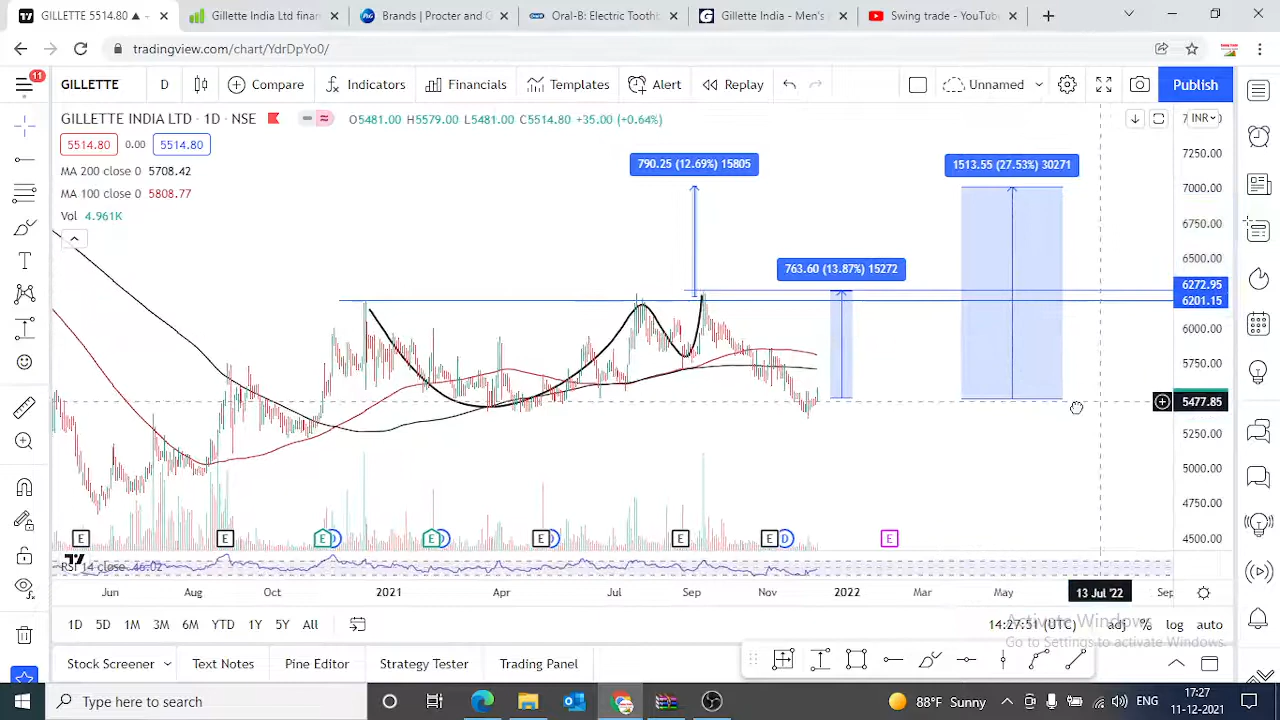 GILLETTE 5514.80 ▲
Gillette India Ltd finan
Brands | Procter and G
Oral-B: Electric Tooth
Gillette India - Men's
Swing trade - YouTube
tradingview.com/chart/YdrDpYo0/
11
GILLETTE
D
Compare
Indicators
Financials
Templates
Alert
Replay
Unnamed
Publish
GILLETTE INDIA LTD · 1D · NSE
O5481.00 H5579.00 L5481.00 C5514.80 +35.00 (+0.64%)
INR
5514.80 0.00 5514.80
MA 200 close 0 5708.42
MA 100 close 0 5808.77
Vol 4.961K
790.25 (12.69%) 15805
1513.55 (27.53%) 30271
763.60 (13.87%) 15272
7250.00
7000.00
6750.00
6500.00
6272.95
6201.15
6000.00
5750.00
5477.85
5250.00
5000.00
4750.00
4500.00
E E E D E D E D E E D E
RSI 14 close 46.02
Jun Aug Oct 2021 Apr Jul Sep Nov 2022 Mar May 13 Jul '22 Sep
1D 5D 1M 3M 6M YTD 1Y 5Y All
14:27:51 (UTC) % log auto
Activate Windows
Go to Settings to activate Windows.
Stock Screener
Text Notes
Pine Editor
Strategy Tester
Trading Panel
Type here to search
88°F Sunny
ENG
17:27
11-12-2021